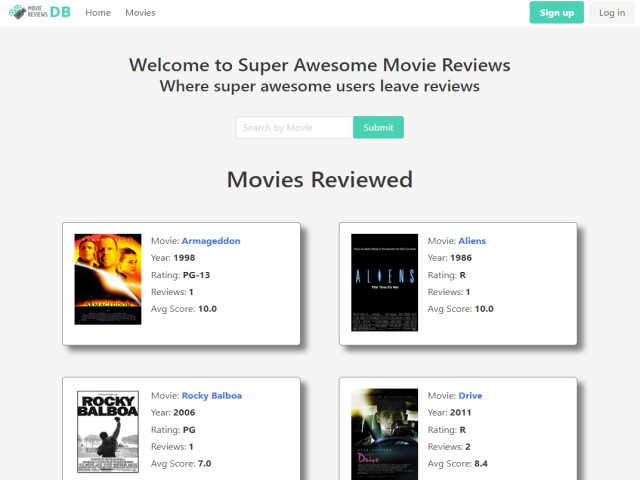 MOVIE REVIEWS DB
Home
Movies
Sign up
Log in
Welcome to Super Awesome Movie Reviews
Where super awesome users leave reviews
Search by Movie
Submit
Movies Reviewed
ARMAGEDDON
Movie: Armageddon
Year: 1998
Rating: PG-13
Reviews: 1
Avg Score: 10.0
ALIENS
This Time It's War
Movie: Aliens
Year: 1986
Rating: R
Reviews: 1
Avg Score: 10.0
ROCKY
BALBOA
Movie: Rocky Balboa
Year: 2006
Rating: PG
Reviews: 1
Avg Score: 7.0
Drive
Movie: Drive
Year: 2011
Rating: R
Reviews: 2
Avg Score: 8.4